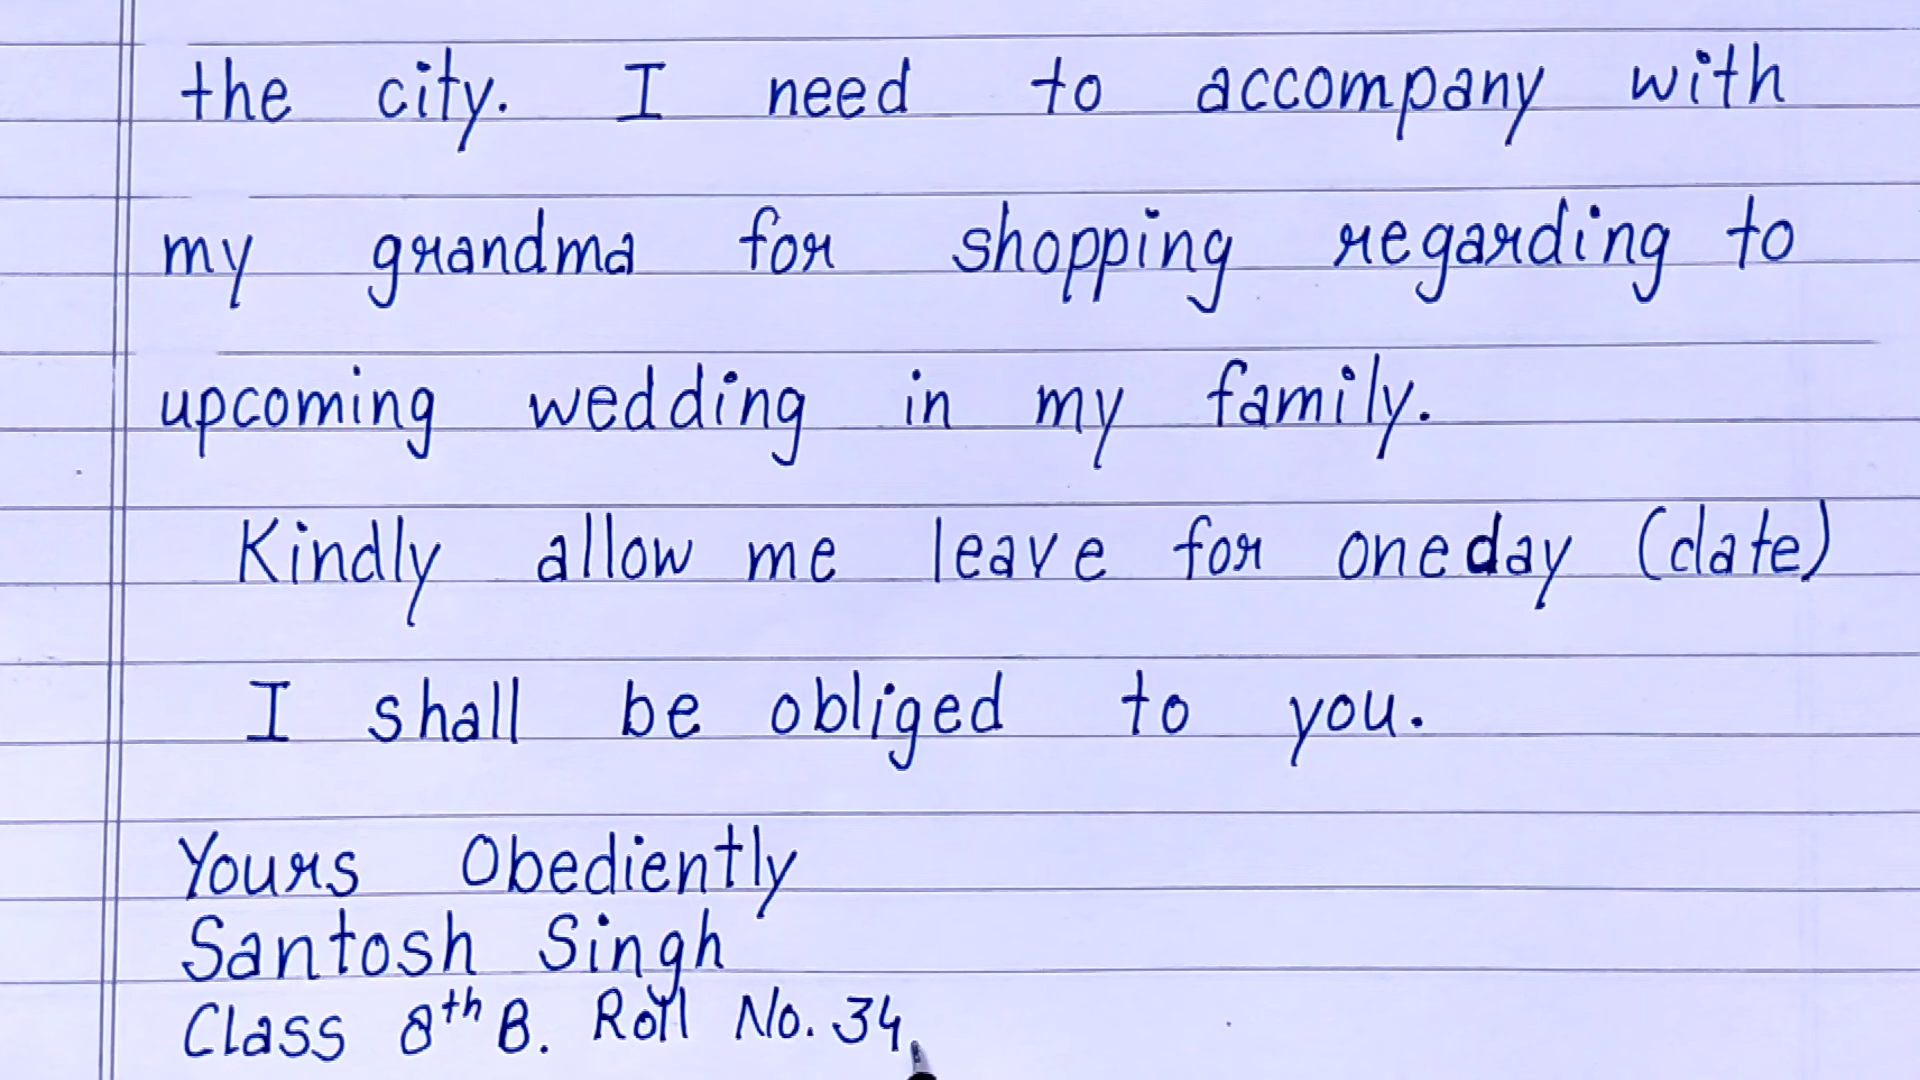 the city. I need to accompany with
my grandma for shopping regarding to
upcoming wedding in my family.
Kindly allow me leave for oneday (date)
I shall be obliged to you.
Yours Obediently
Santosh Singh
Class 8th B. Roll No. 34